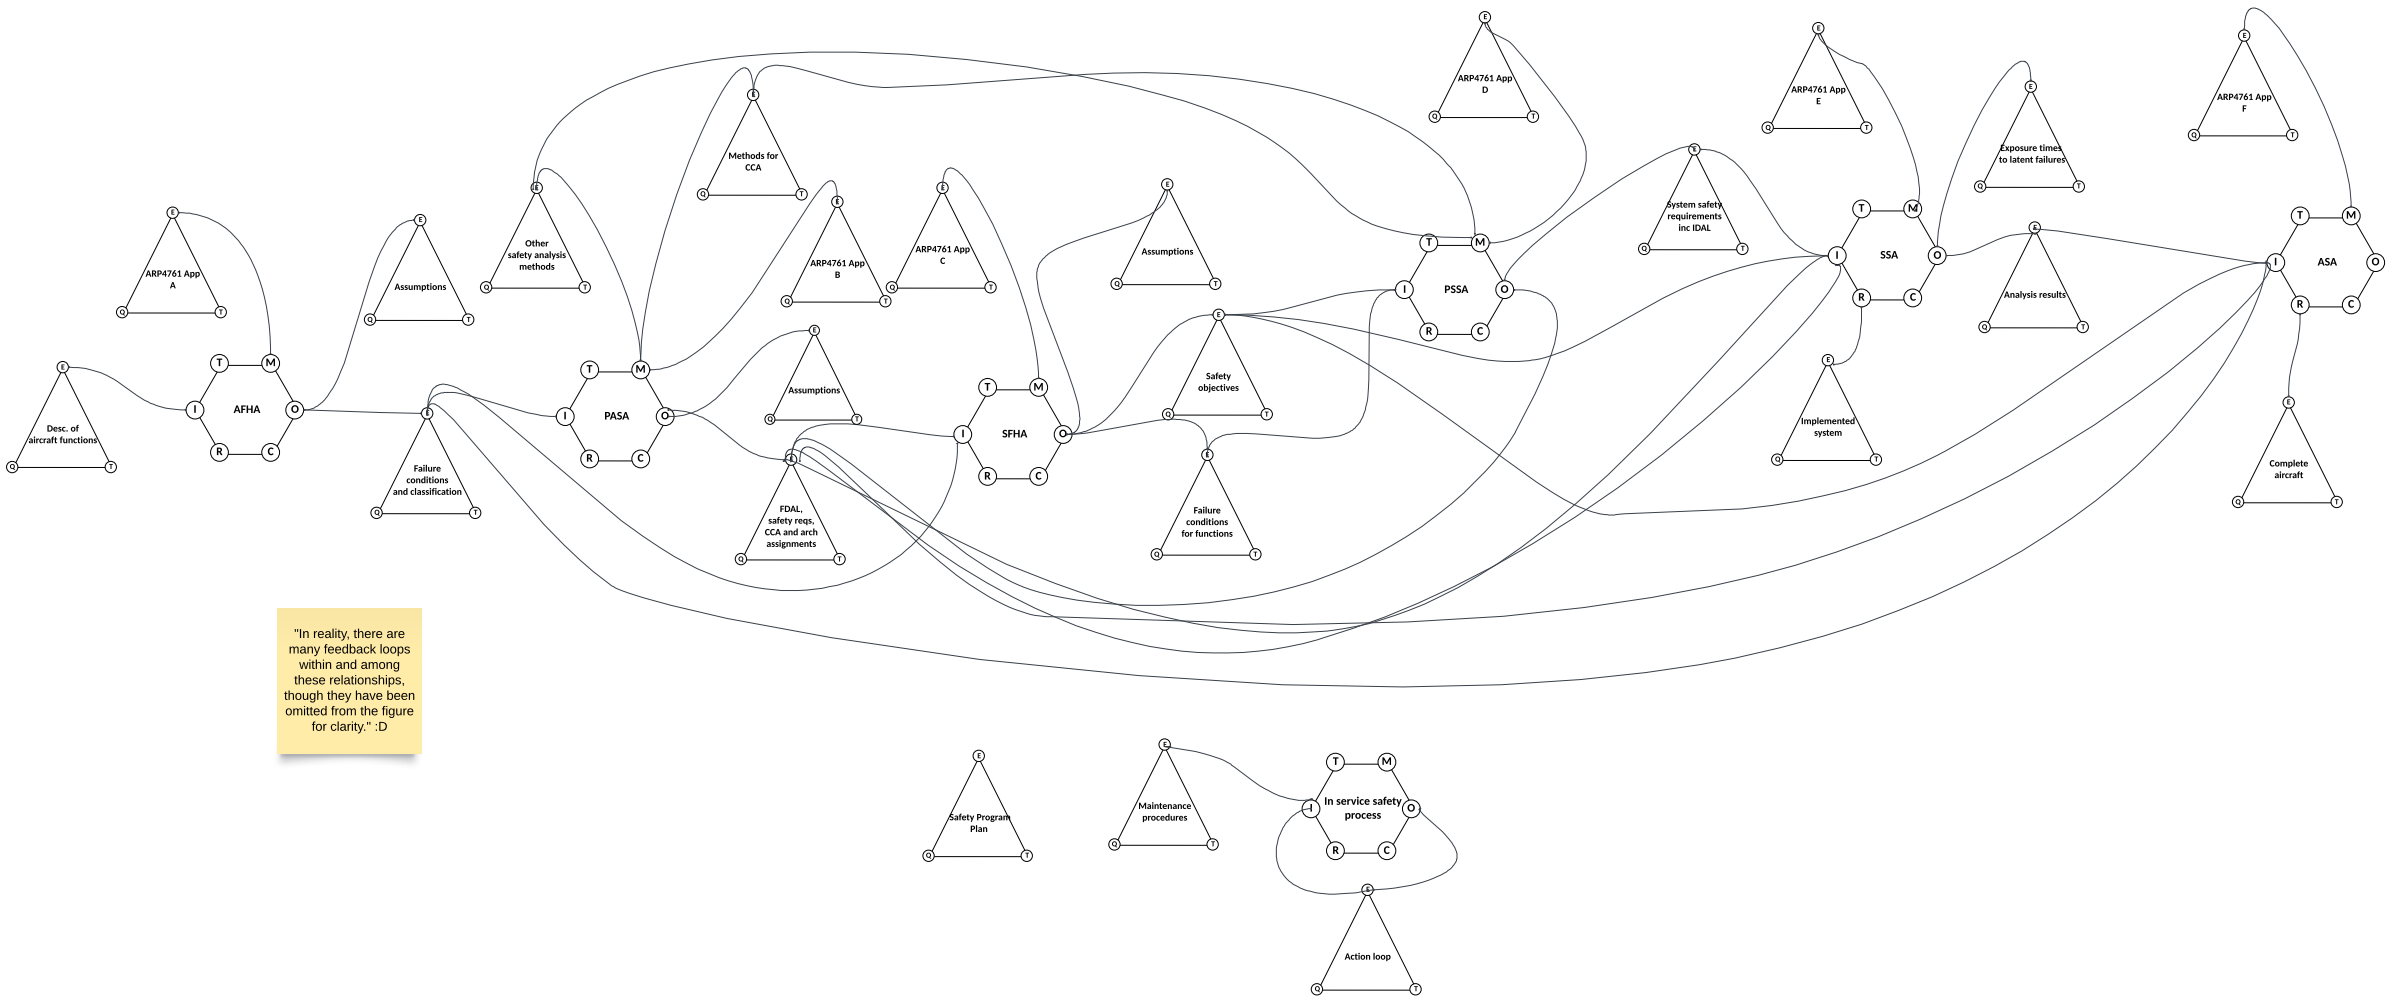 E
ARP4761 App
A
Q
T
E
Desc. of
aircraft functions
Q
T
T
M
I
AFHA
O
R
C
E
Assumptions
Q
T
E
Failure
conditions
and classification
Q
T
E
Other
safety analysis
methods
Q
T
E
Methods for
CCA
Q
T
E
ARP4761 App
B
Q
T
T
M
I
PASA
O
R
C
E
Assumptions
Q
T
E
FDAL,
safety reqs,
CCA and arch
assignments
Q
T
E
ARP4761 App
C
Q
T
T
M
I
SFHA
O
R
C
E
Assumptions
Q
T
E
Safety
objectives
Q
T
E
Failure
conditions
for functions
Q
T
E
ARP4761 App
D
Q
T
T
M
I
PSSA
O
R
C
E
System safety
requirements
inc IDAL
Q
T
E
ARP4761 App
E
Q
T
T
M
I
SSA
O
R
C
E
Implemented
system
Q
T
E
Exposure times
to latent failures
Q
T
E
Analysis results
Q
T
E
ARP4761 App
F
Q
T
T
M
I
ASA
O
R
C
E
Complete
aircraft
Q
T
"In reality, there are
many feedback loops
within and among
these relationships,
though they have been
omitted from the figure
for clarity." :D
E
Safety Program
Plan
Q
T
E
Maintenance
procedures
Q
T
T
M
I
In service safety
process
O
R
C
E
Action loop
Q
T